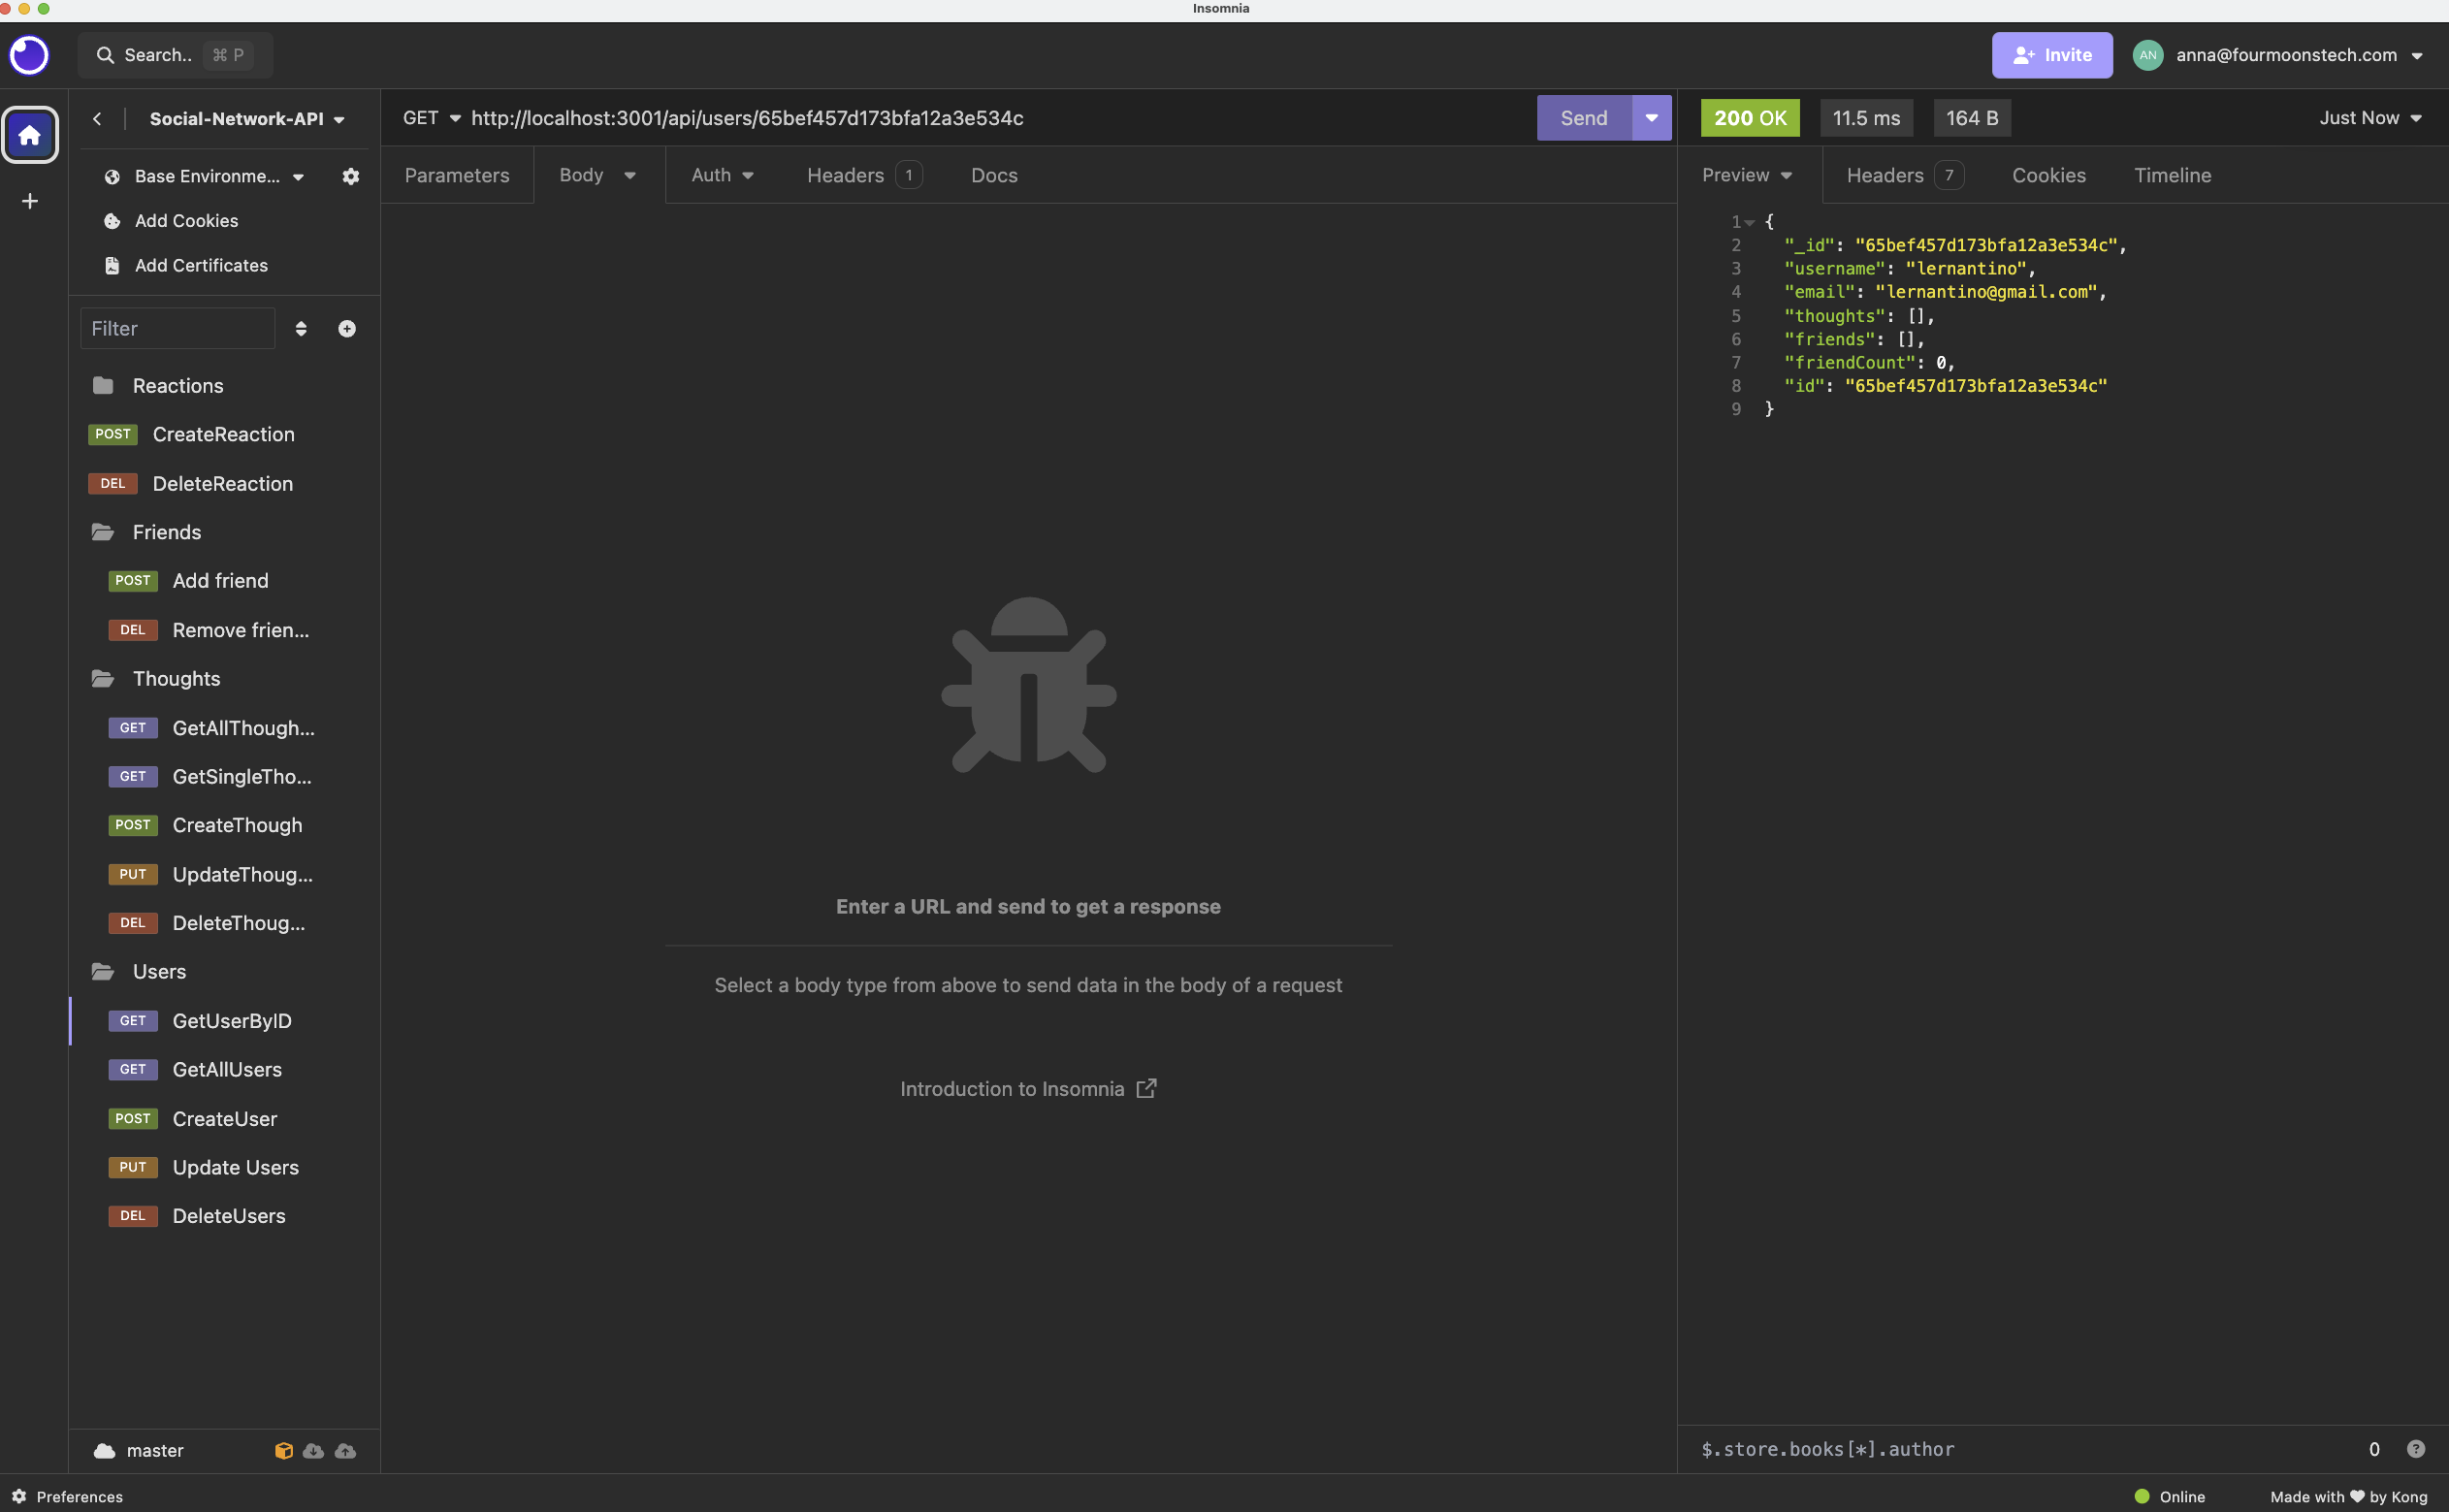 Insomnia
Search.. ⌘ P
Invite
AN anna@fourmoonstech.com
Social-Network-API
Base Environme...
Add Cookies
Add Certificates
Filter
Reactions
POST CreateReaction
DEL DeleteReaction
Friends
POST Add friend
DEL Remove frien...
Thoughts
GET GetAllThough...
GET GetSingleTho...
POST CreateThough
PUT UpdateThoug...
DEL DeleteThoug...
Users
GET GetUserByID
GET GetAllUsers
POST CreateUser
PUT Update Users
DEL DeleteUsers
master
Preferences
GET http://localhost:3001/api/users/65bef457d173bfa12a3e534c
Send
Parameters Body Auth Headers 1 Docs
Enter a URL and send to get a response
Select a body type from above to send data in the body of a request
Introduction to Insomnia
200 OK 11.5 ms 164 B Just Now
Preview Headers 7 Cookies Timeline
1 {
2 "_id": "65bef457d173bfa12a3e534c",
3 "username": "lernantino",
4 "email": "lernantino@gmail.com",
5 "thoughts": [],
6 "friends": [],
7 "friendCount": 0,
8 "id": "65bef457d173bfa12a3e534c"
9 }
$.store.books[*].author 0 ?
Online Made with ♥ by Kong